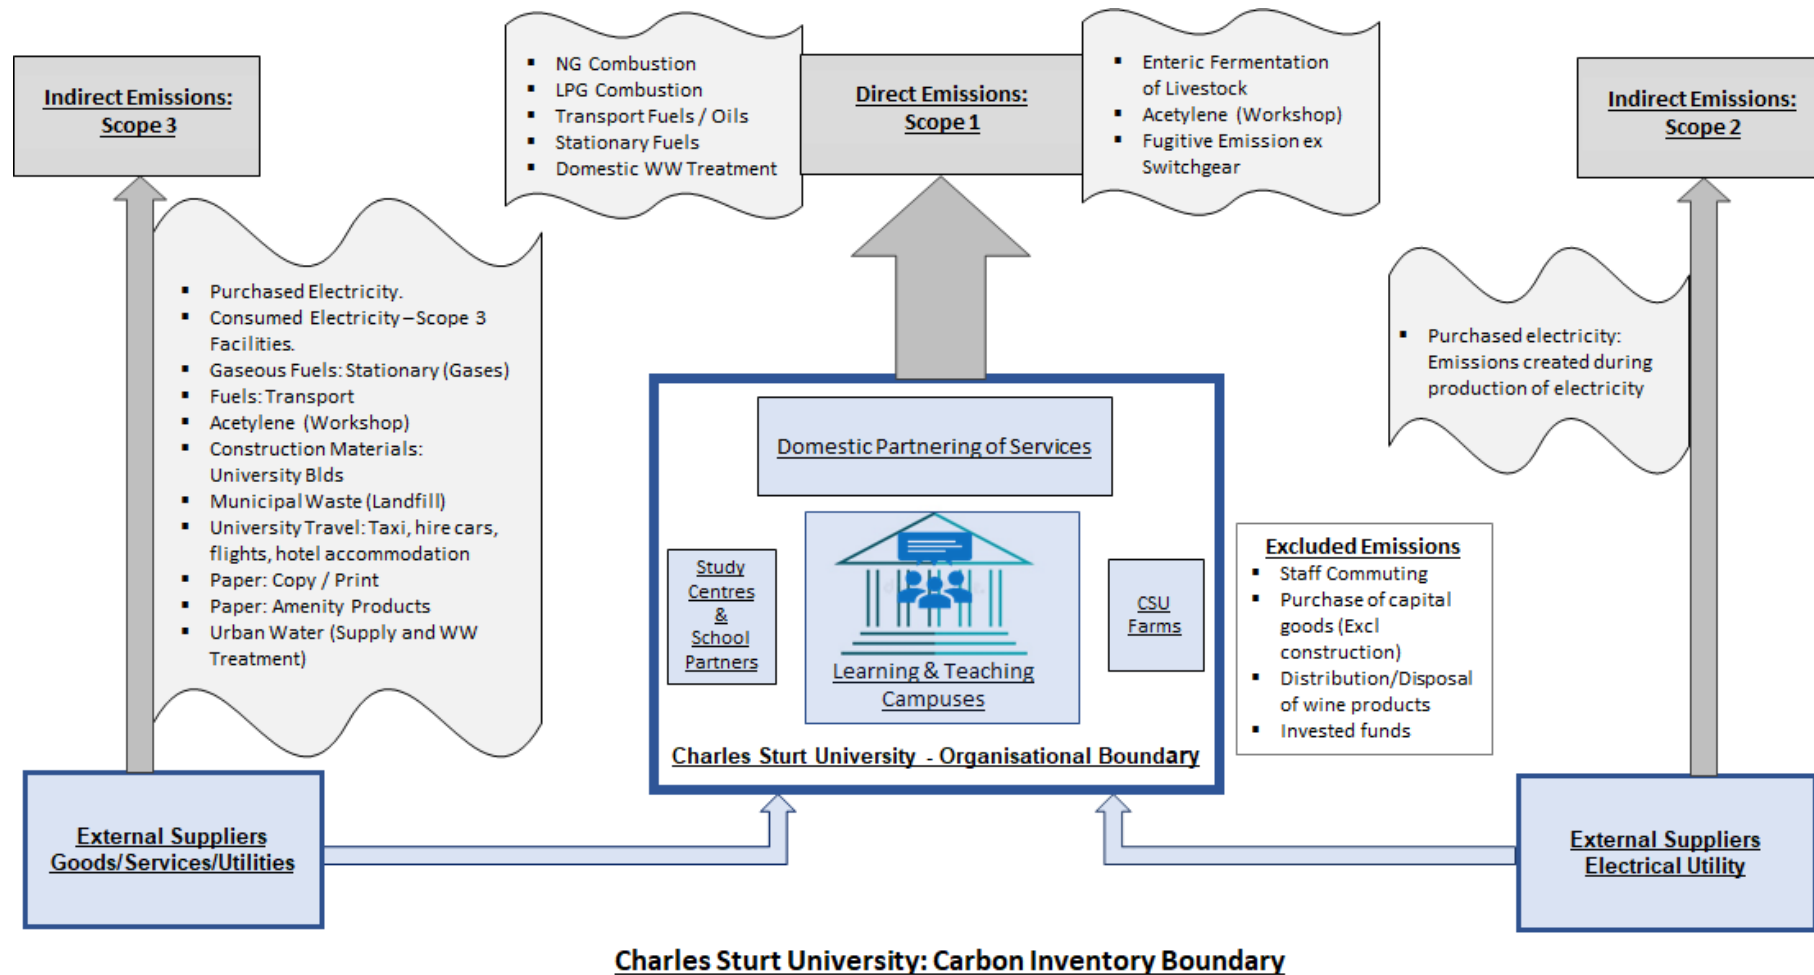 Indirect Emissions:
Scope 3
▪ NG Combustion
▪ LPG Combustion
▪ Transport Fuels / Oils
▪ Stationary Fuels
▪ Domestic WW Treatment
Direct Emissions:
Scope 1
▪ Enteric Fermentation
of Livestock
▪ Acetylene (Workshop)
▪ Fugitive Emission ex
Switchgear
Indirect Emissions:
Scope 2
▪ Purchased Electricity.
▪ Consumed Electricity – Scope 3
Facilities.
▪ Gaseous Fuels: Stationary (Gases)
▪ Fuels: Transport
▪ Acetylene (Workshop)
▪ Construction Materials:
University Blds
▪ Municipal Waste (Landfill)
▪ University Travel: Taxi, hire cars,
flights, hotel accommodation
▪ Paper: Copy / Print
▪ Paper: Amenity Products
▪ Urban Water (Supply and WW
Treatment)
▪ Purchased electricity:
Emissions created during
production of electricity
Domestic Partnering of Services
Study
Centres
&
School
Partners
Learning & Teaching
Campuses
CSU
Farms
Charles Sturt University - Organisational Boundary
Excluded Emissions
▪ Staff Commuting
▪ Purchase of capital
goods (Excl
construction)
▪ Distribution/Disposal
of wine products
▪ Invested funds
External Suppliers
Goods/Services/Utilities
External Suppliers
Electrical Utility
Charles Sturt University: Carbon Inventory Boundary